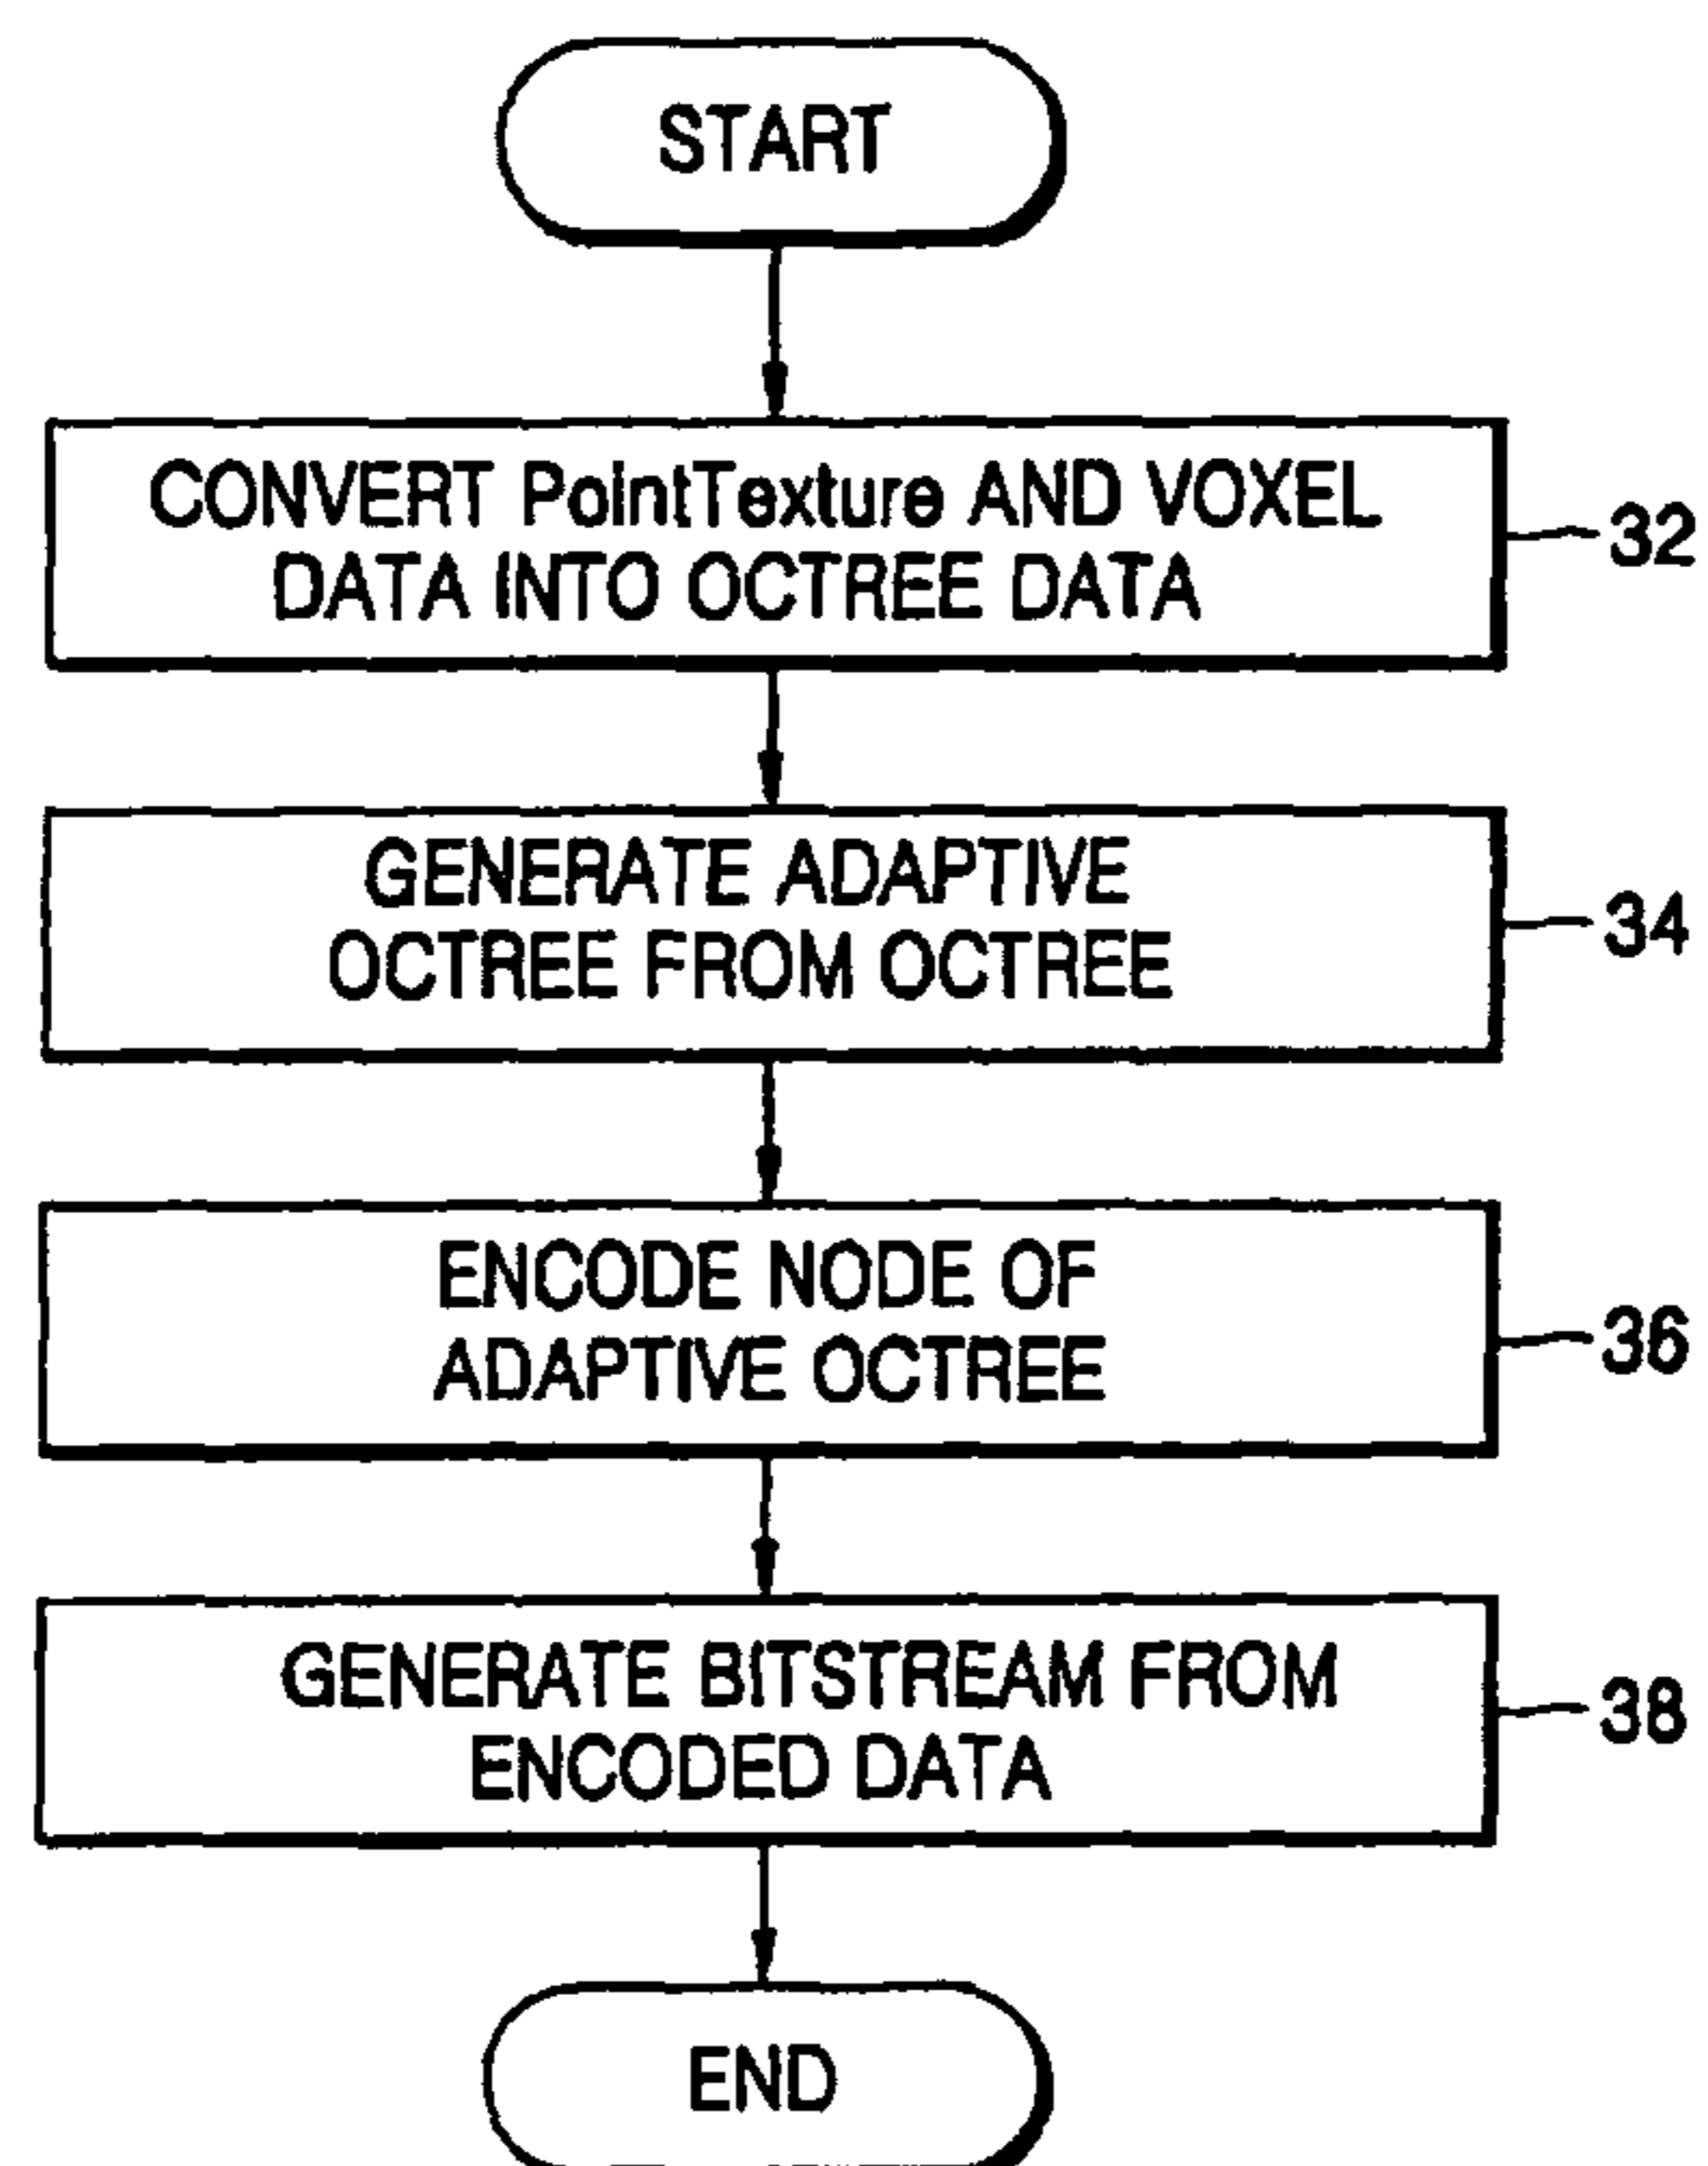 START
CONVERT PointTexture AND VOXEL
DATA INTO OCTREE DATA
32
GENERATE ADAPTIVE
OCTREE FROM OCTREE
34
ENCODE NODE OF
ADAPTIVE OCTREE
36
GENERATE BITSTREAM FROM
ENCODED DATA
38
END